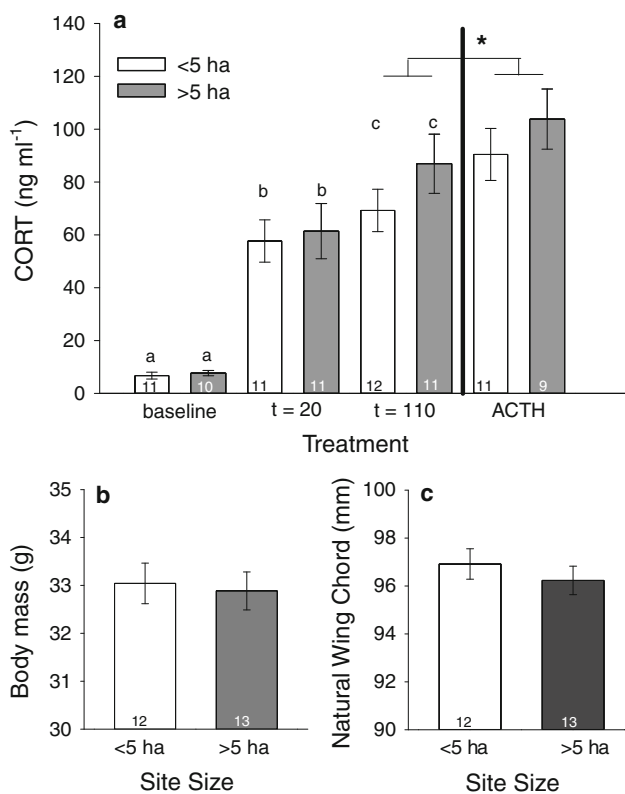 a
140
120
100
80
60
40
20
0
CORT (ng ml⁻¹)
<5 ha
>5 ha
*
a a b b c c
11 10 11 11 12 11 11 9
baseline t = 20 t = 110 ACTH
Treatment
b
35
34
33
32
31
30
Body mass (g)
12 13
<5 ha >5 ha
Site Size
c
100
98
96
94
92
90
Natural Wing Chord (mm)
12 13
<5 ha >5 ha
Site Size